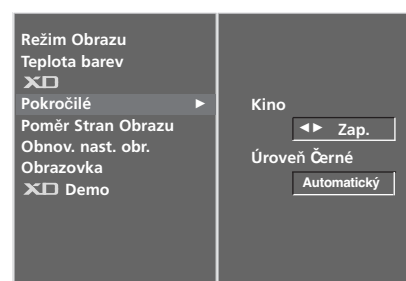 Režim Obrazu
Teplota barev
XD
Pokročilé ►
Poměr Stran Obrazu
Obnov. nast. obr.
Obrazovka
XD Demo
Kino
◄► Zap.
Úroveň Černé
Automatický